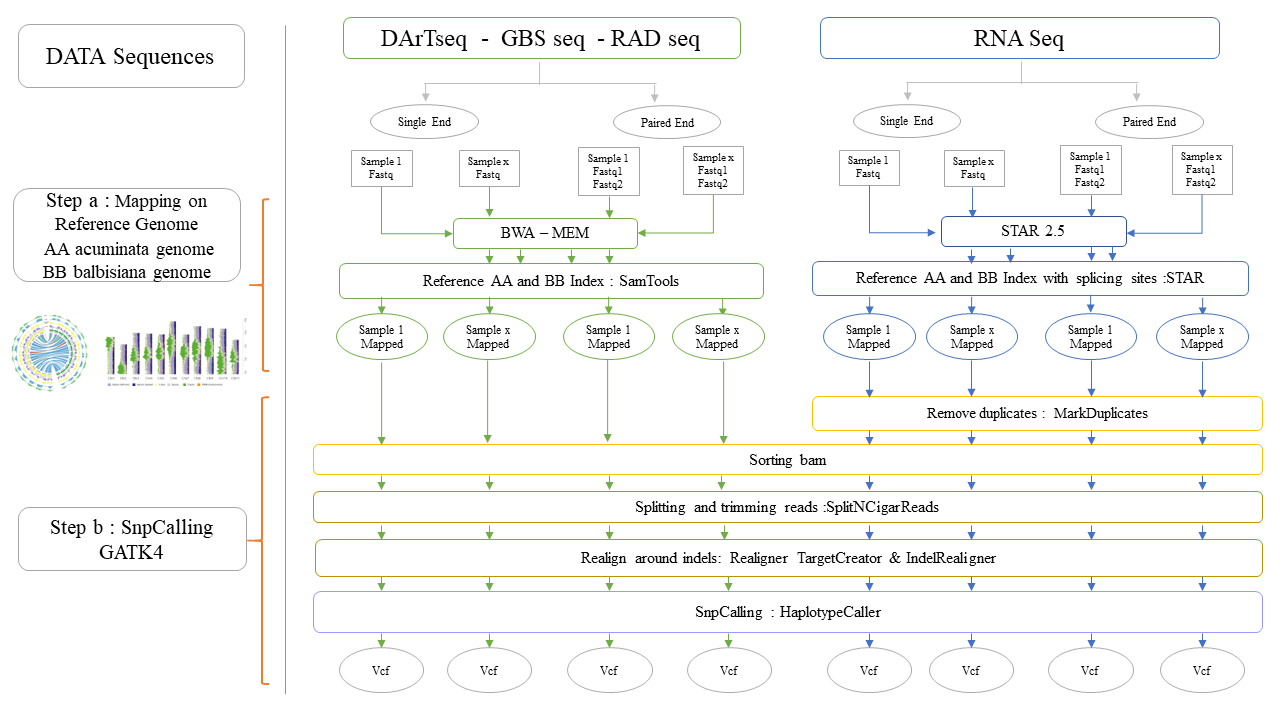 DATA Sequences
DArTseq - GBS seq - RAD seq
RNA Seq
Single End
Paired End
Single End
Paired End
Sample 1
Fastq
Sample x
Fastq
Sample 1
Fastq1
Fastq2
Sample x
Fastq1
Fastq2
Sample 1
Fastq
Sample x
Fastq
Sample 1
Fastq1
Fastq2
Sample x
Fastq1
Fastq2
Step a : Mapping on
Reference Genome
AA acuminata genome
BB balbisiana genome
BWA – MEM
STAR 2.5
Reference AA and BB Index : SamTools
Reference AA and BB Index with splicing sites :STAR
Sample 1
Mapped
Sample x
Mapped
Sample 1
Mapped
Sample x
Mapped
Sample 1
Mapped
Sample x
Mapped
Sample 1
Mapped
Sample x
Mapped
Remove duplicates : MarkDuplicates
Sorting bam
Splitting and trimming reads :SplitNCigarReads
Step b : SnpCalling
GATK4
Realign around indels: Realigner TargetCreator & IndelRealigner
SnpCalling : HaplotypeCaller
Vcf
Vcf
Vcf
Vcf
Vcf
Vcf
Vcf
Vcf